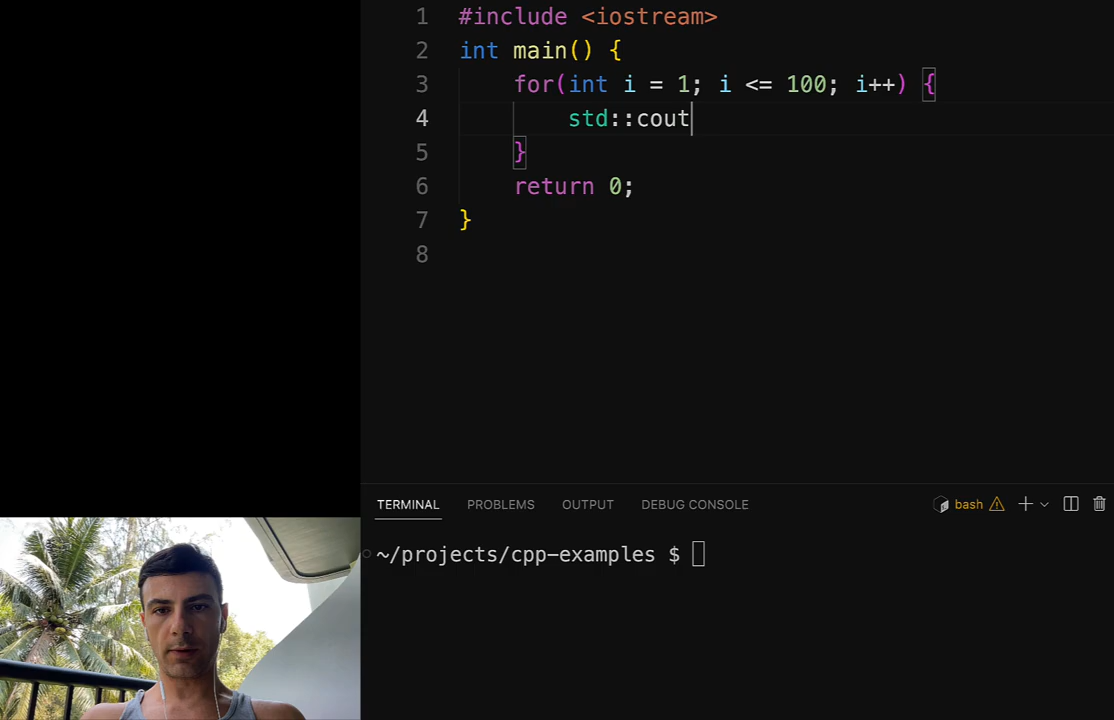 1 #include <iostream>
2 int main() {
3 for(int i = 1; i <= 100; i++) {
4 std::cout
5 }
6 return 0;
7 }
8
TERMINAL PROBLEMS OUTPUT DEBUG CONSOLE bash
~/projects/cpp-examples $